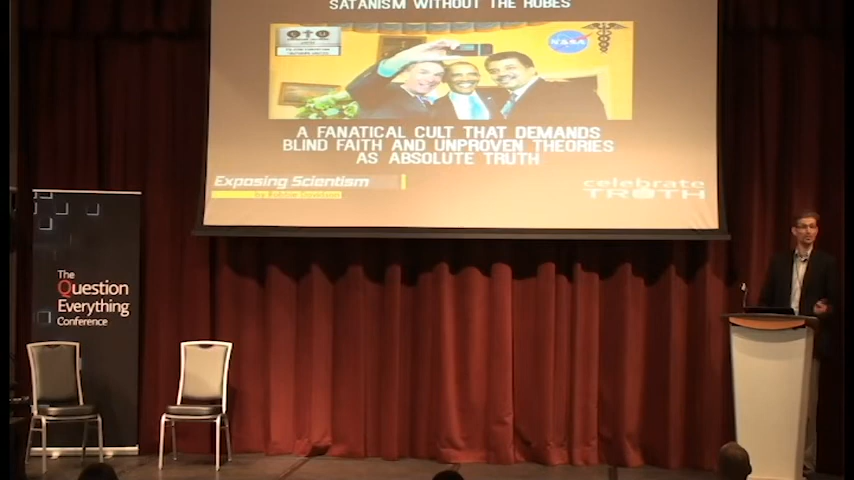 SATANISM WITHOUT THE ROBES
NASA
A FANATICAL CULT THAT DEMANDS
BLIND FAITH AND UNPROVEN THEORIES
AS ABSOLUTE TRUTH
Exposing Scientism
celebrate
TRUTH
The
Question
Everything
Conference